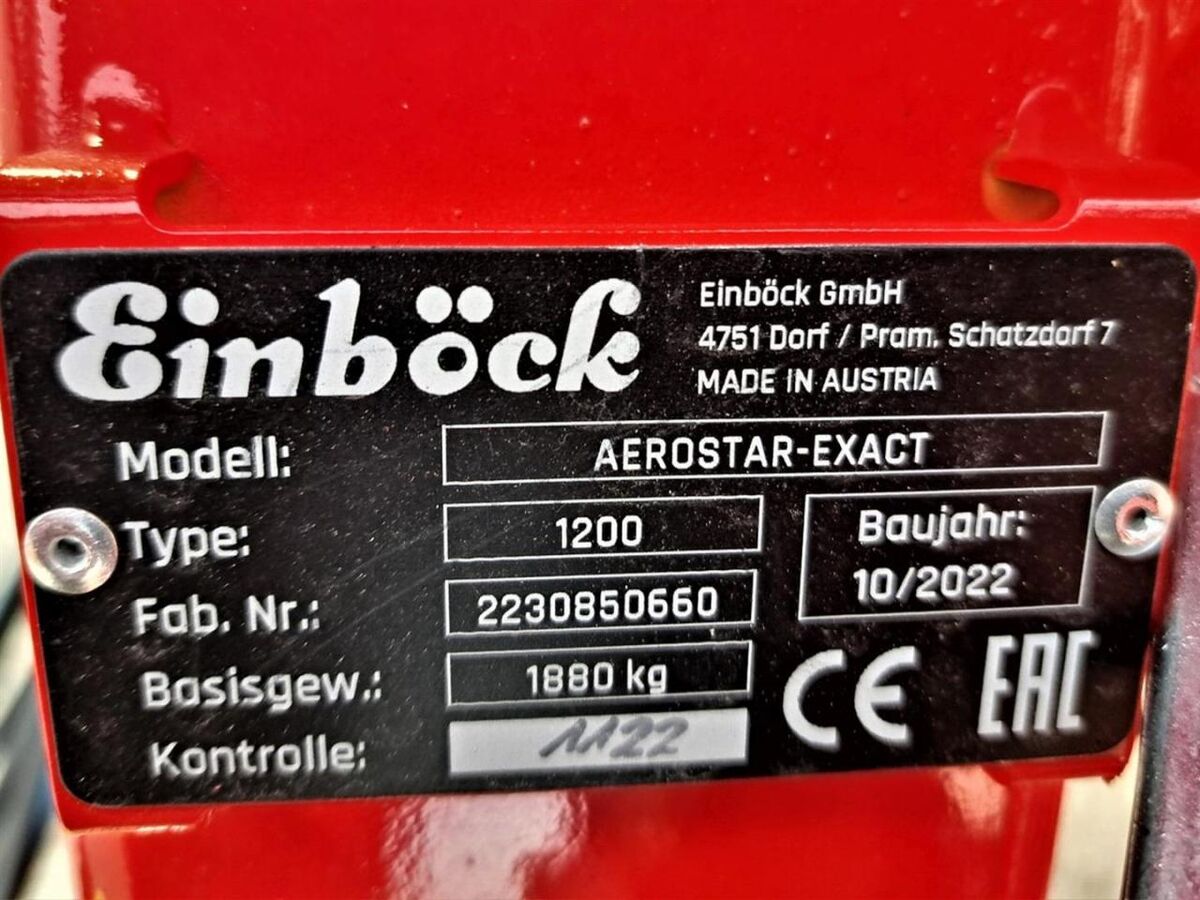 Einböck
Einböck GmbH
4751 Dorf / Pram, Schatzdorf 7
MADE IN AUSTRIA
Modell: AEROSTAR-EXACT
Type: 1200
Baujahr:
10/2022
Fab. Nr.: 2230850660
Basisgew.: 1880 kg
Kontrolle: 1122
CE EAC